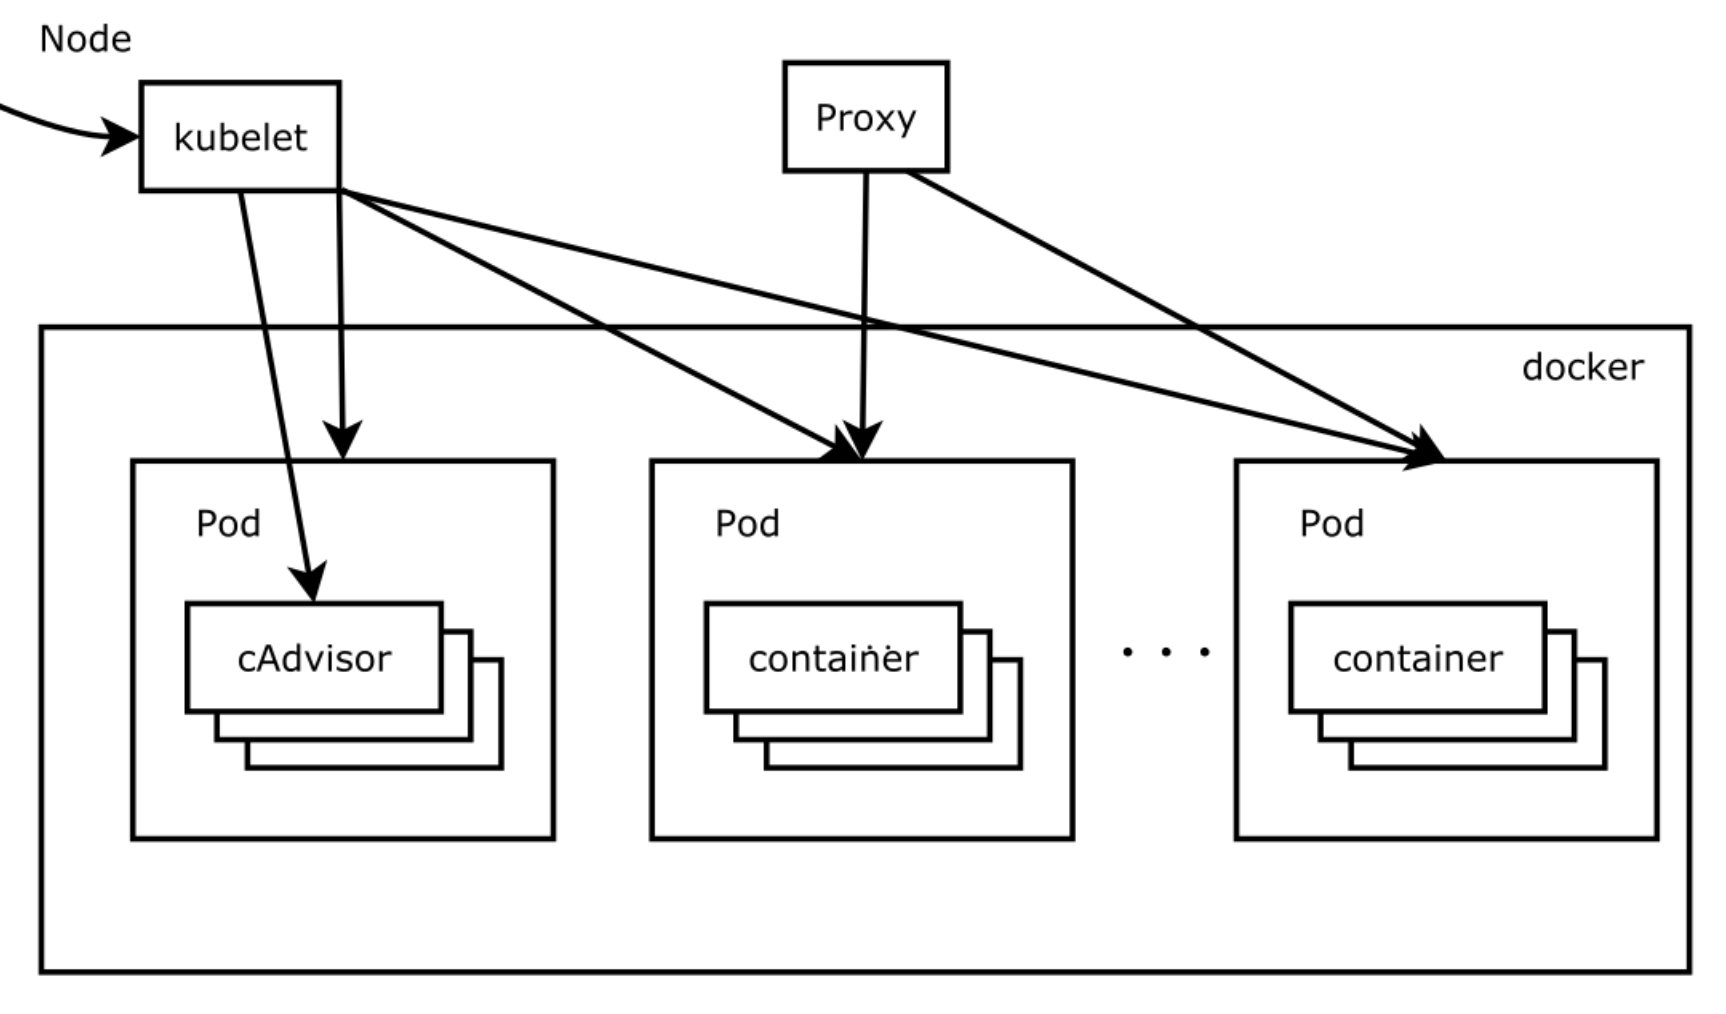 Node
kubelet
Proxy
docker
Pod
Pod
Pod
cAdvisor
container
. . .
container